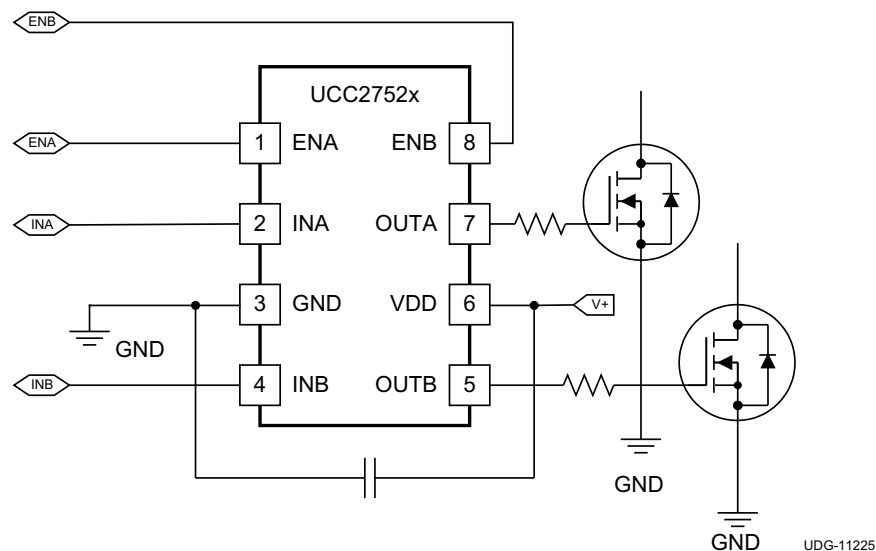 ENB
UCC2752x
ENA
1 ENA ENB 8
INA
2 INA OUTA 7
3 GND VDD 6
V+
GND
INB
4 INB OUTB 5
GND
GND
UDG-11225